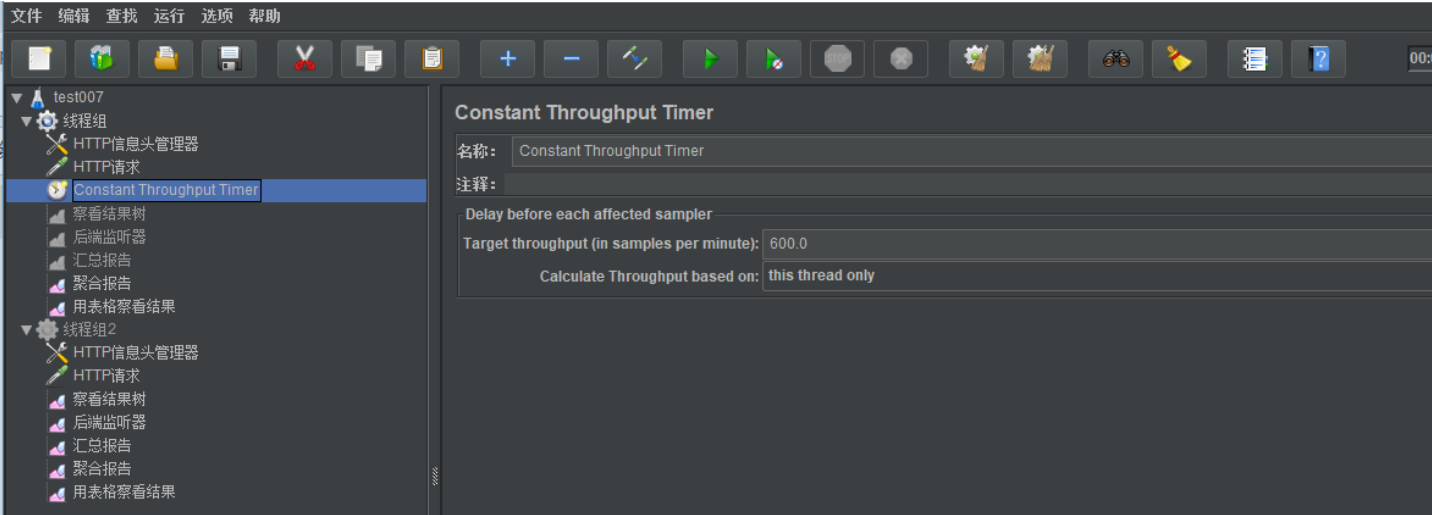 文件 编辑 查找 运行 选项 帮助
STOP
00:
test007
线程组
HTTP信息头管理器
HTTP请求
Constant Throughput Timer
察看结果树
后端监听器
汇总报告
聚合报告
用表格察看结果
线程组2
HTTP信息头管理器
HTTP请求
察看结果树
后端监听器
汇总报告
聚合报告
用表格察看结果
Constant Throughput Timer
名称： Constant Throughput Timer
注释：
Delay before each affected sampler
Target throughput (in samples per minute): 600.0
Calculate Throughput based on: this thread only